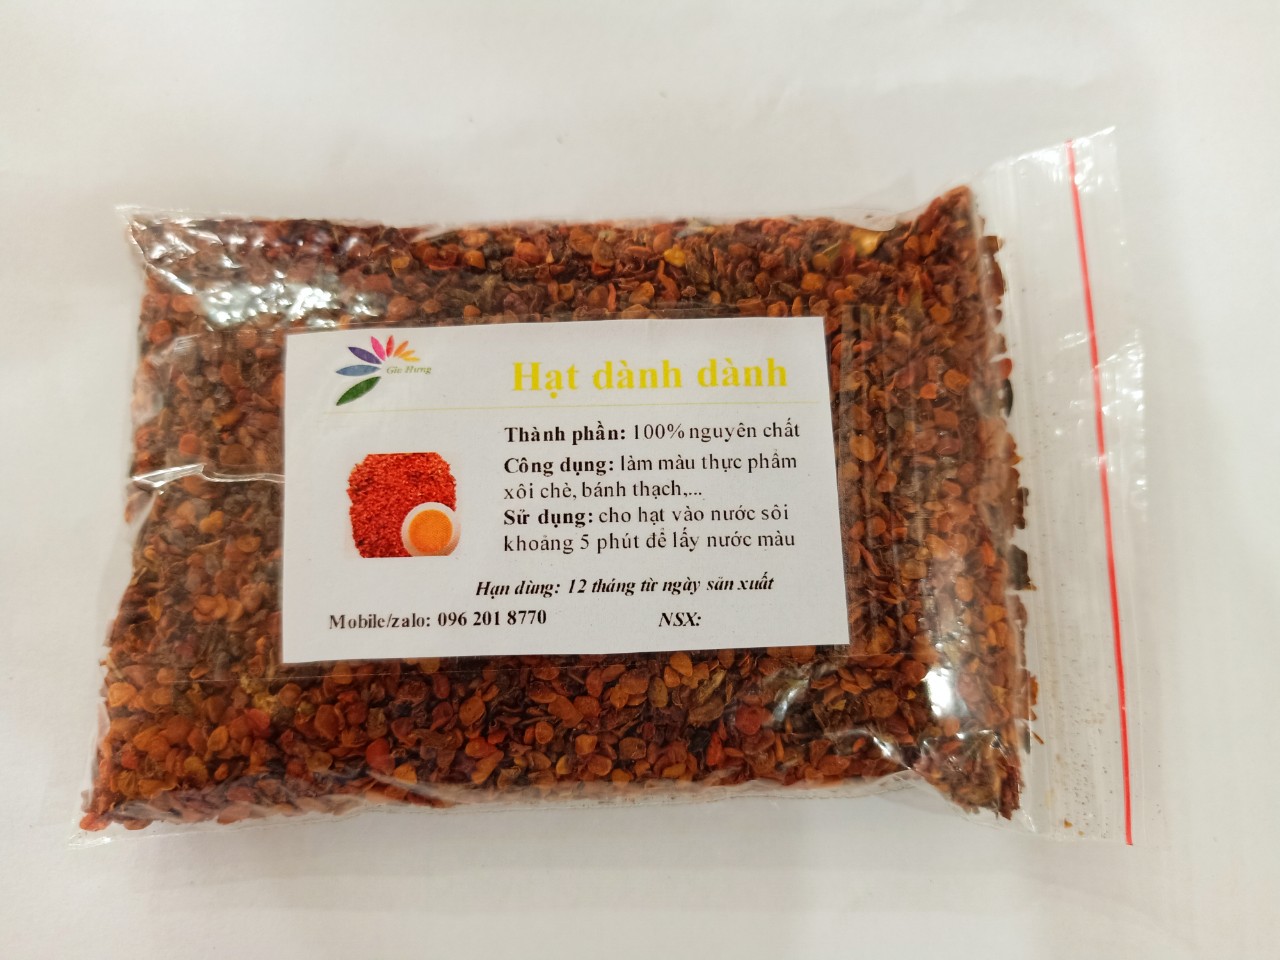 Gia Hưng
Hạt dành dành
Thành phần: 100% nguyên chất
Công dụng: làm màu thực phẩm
xôi chè, bánh thạch,...
Sử dụng: cho hạt vào nước sôi
khoảng 5 phút để lấy nước màu
Hạn dùng: 12 tháng từ ngày sản xuất
Mobile/zalo: 096 201 8770
NSX: